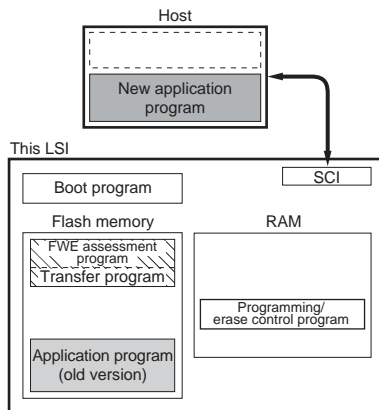 Host
New application
program
This LSI
SCI
Boot program
Flash memory
RAM
FWE assessment
program
Transfer program
Programming/
erase control program
Application program
(old version)